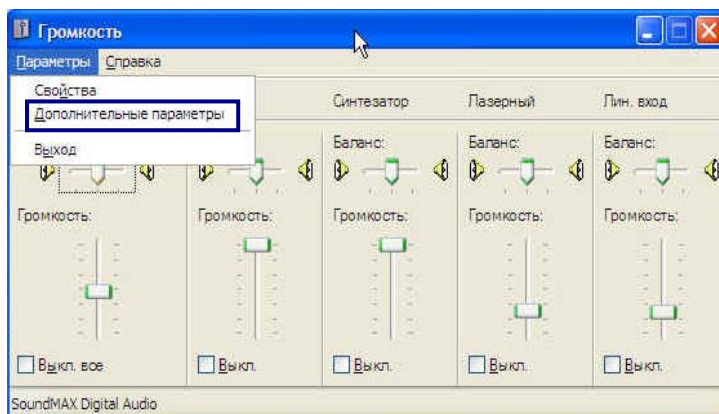 Громкость
Параметры Справка
Свойства
Дополнительные параметры
Выход
Синтезатор Лазерный Лин. вход
Баланс: Баланс: Баланс:
Громкость: Громкость: Громкость: Громкость: Громкость:
Выкл. все Выкл. Выкл. Выкл. Выкл.
SoundMAX Digital Audio